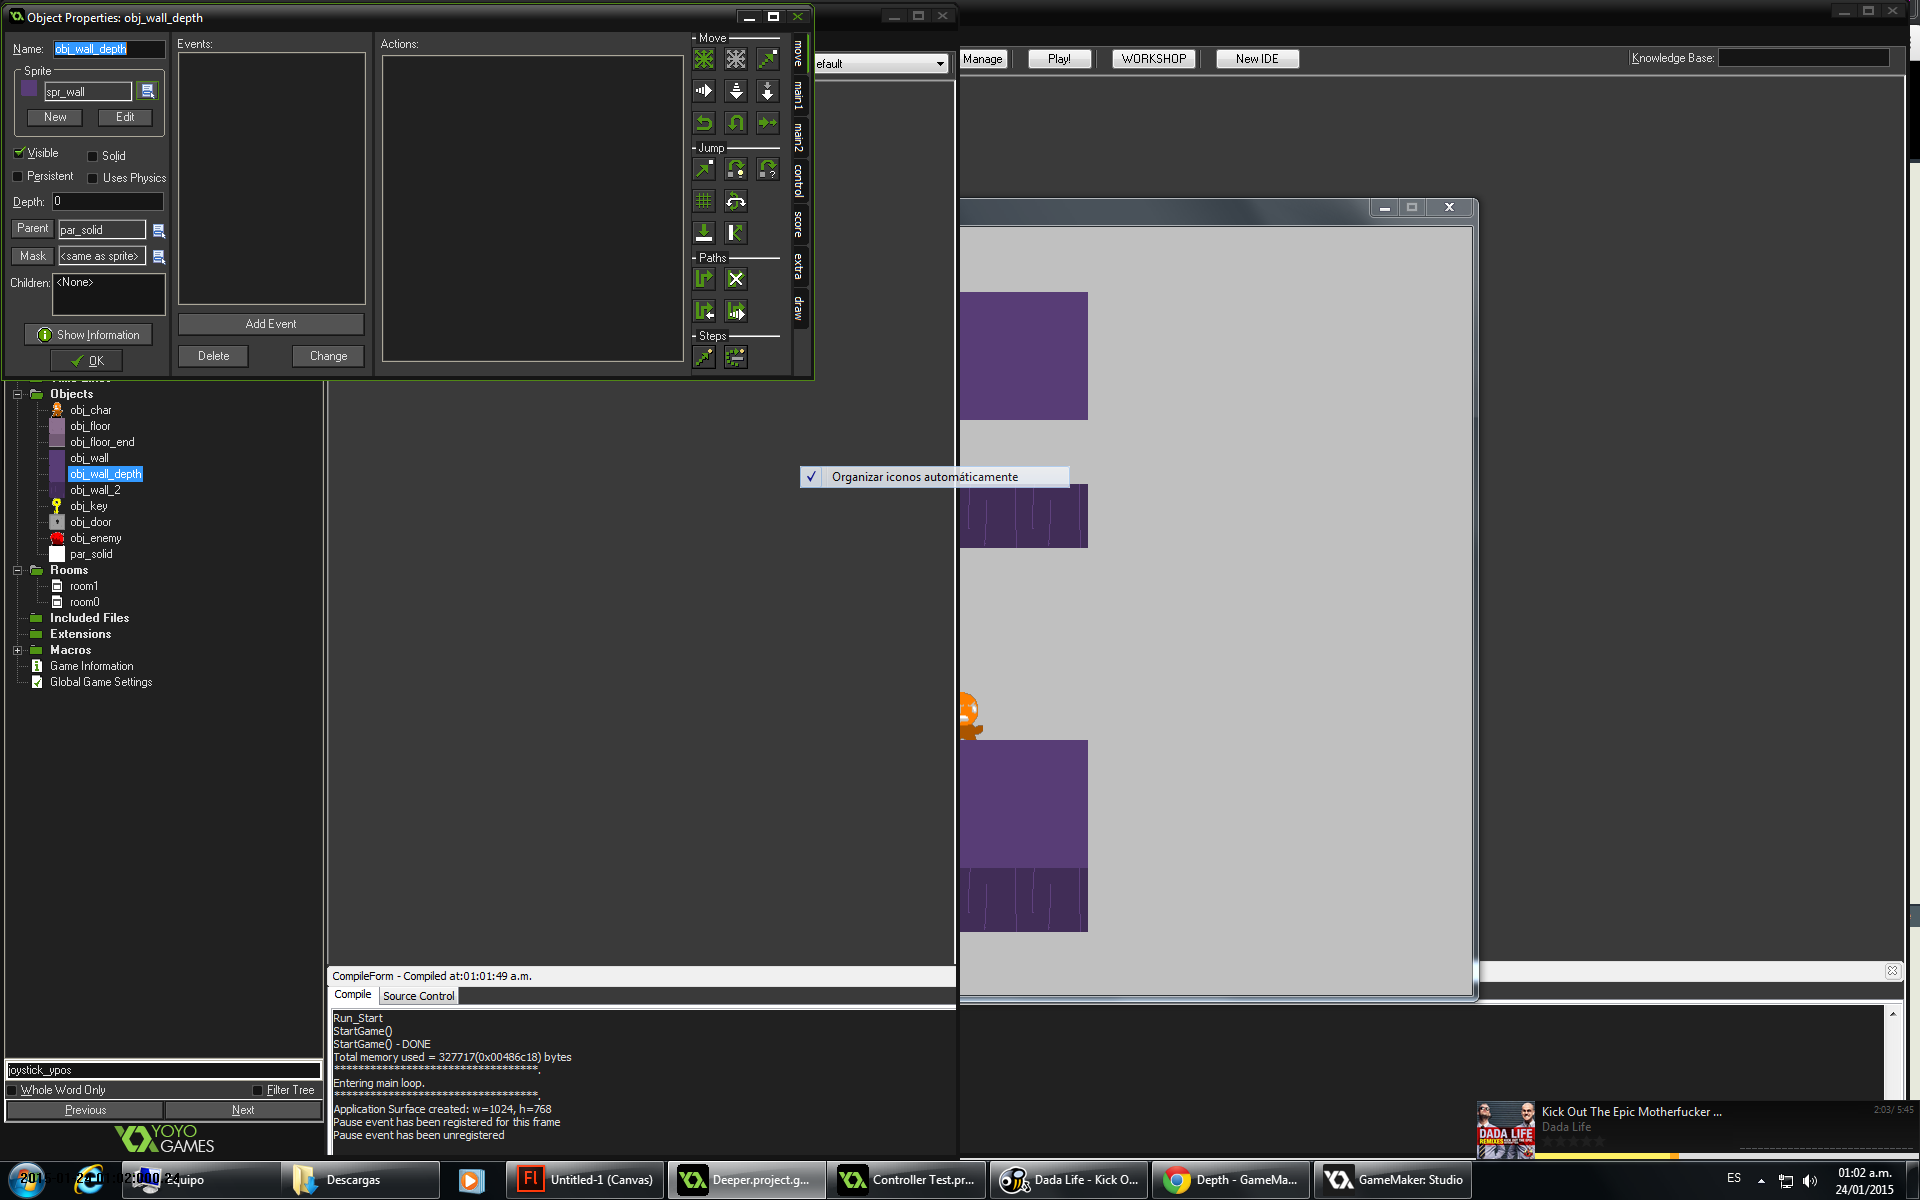 Object Properties: obj_wall_depth
Name: obj_wall_depth
Sprite
spr_wall
New Edit
Visible Solid
Persistent Uses Physics
Depth: 0
Parent par_solid
Mask <same as sprite>
Children: <None>
Show Information
OK
Events:
Add Event
Delete Change
Actions:
Move
Jump
Paths
Steps
move
main1
main2
control
score
extra
draw
efault
Manage Play! WORKSHOP New IDE Knowledge Base:
Objects
obj_char
obj_floor
obj_floor_end
obj_wall
obj_wall_depth
obj_wall_2
obj_key
obj_door
obj_enemy
par_solid
Rooms
room1
room0
Included Files
Extensions
Macros
Game Information
Global Game Settings
Organizar iconos automáticamente
joystick_ypos
Whole Word Only Filter Tree
Previous Next
YOYO
GAMES
CompileForm - Compiled at:01:01:49 a.m.
Compile Source Control
Run_Start
StartGame()
StartGame() - DONE
Total memory used = 327717(0x00486c18) bytes
***********************************.
Entering main loop.
***********************************.
Application Surface created: w=1024, h=768
Pause event has been registered for this frame
Pause event has been unregistered
Kick Out The Epic Motherfucker ... 2:03/ 5:45
Dada Life
DADA LIFE
Equipo Descargas Untitled-1 (Canvas) Deeper.project.g... Controller Test.pr... Dada Life - Kick O... Depth - GameMa... GameMaker: Studio
ES
01:02 a.m.
24/01/2015